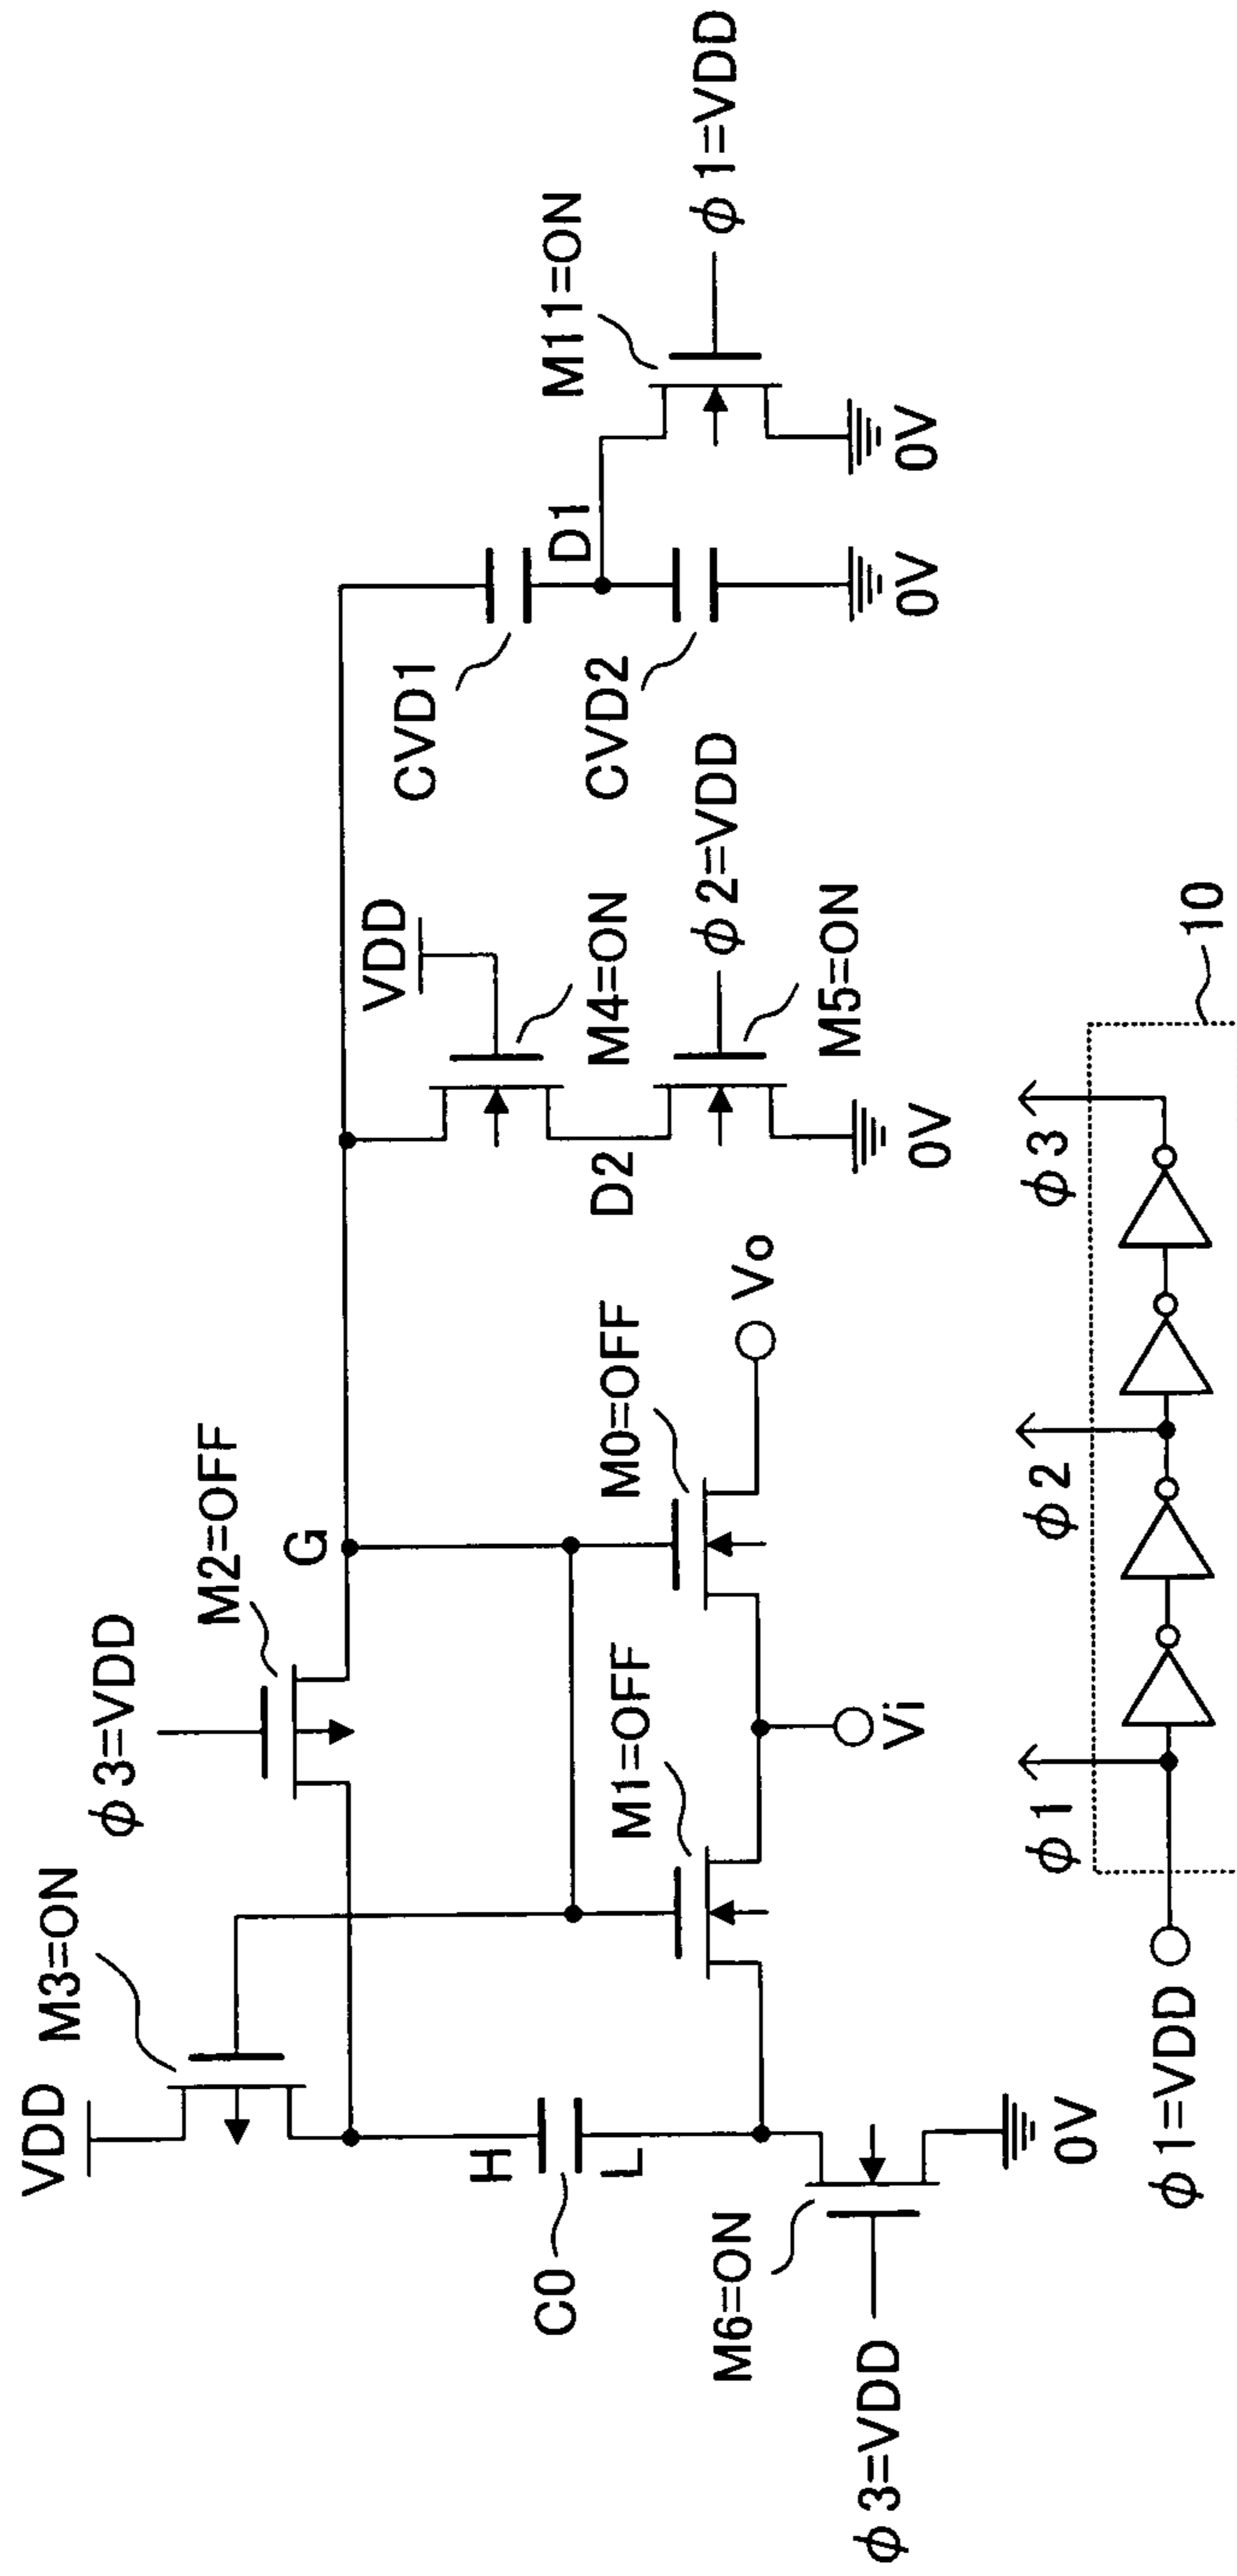 VDD
M3=ON
φ3=VDD
M2=OFF
G
H
L
C0
M6=ON
φ3=VDD
0V
M1=OFF
Vi
M0=OFF
Vo
VDD
M4=ON
D2
φ2=VDD
M5=ON
0V
CVD1
D1
CVD2
0V
M11=ON
φ1=VDD
0V
φ1=VDD
φ1
φ2
φ3
10